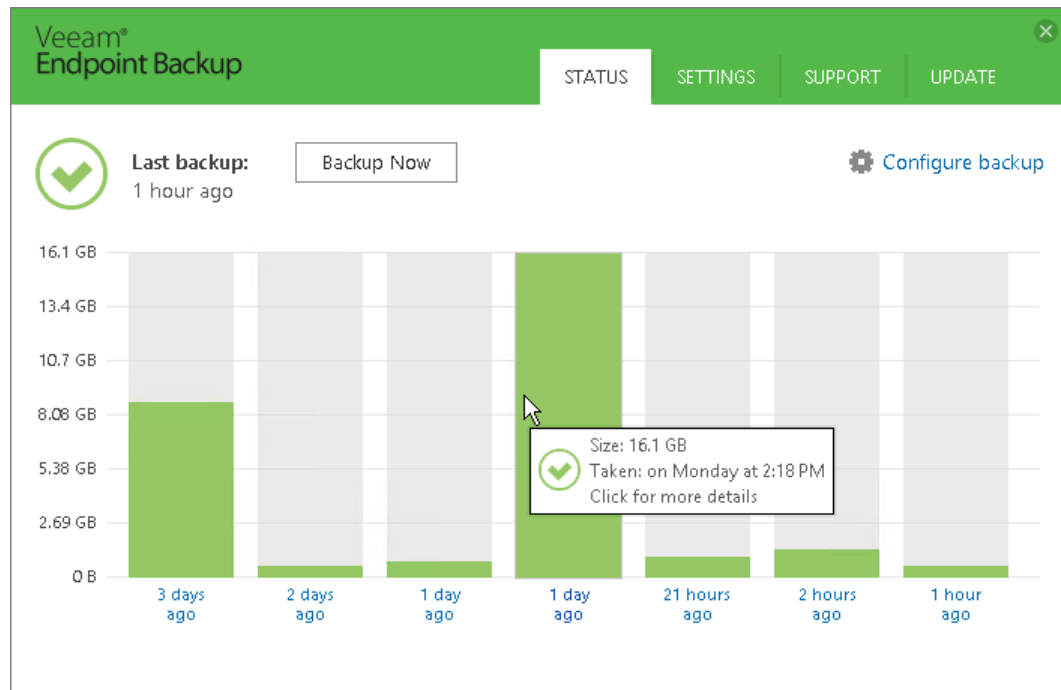 Veeam®
Endpoint Backup
STATUS
SETTINGS
SUPPORT
UPDATE
Last backup:
1 hour ago
Backup Now
Configure backup
16.1 GB
13.4 GB
10.7 GB
8.08 GB
5.38 GB
2.69 GB
0 B
Size: 16.1 GB
Taken: on Monday at 2:18 PM
Click for more details
3 days
ago
2 days
ago
1 day
ago
1 day
ago
21 hours
ago
2 hours
ago
1 hour
ago